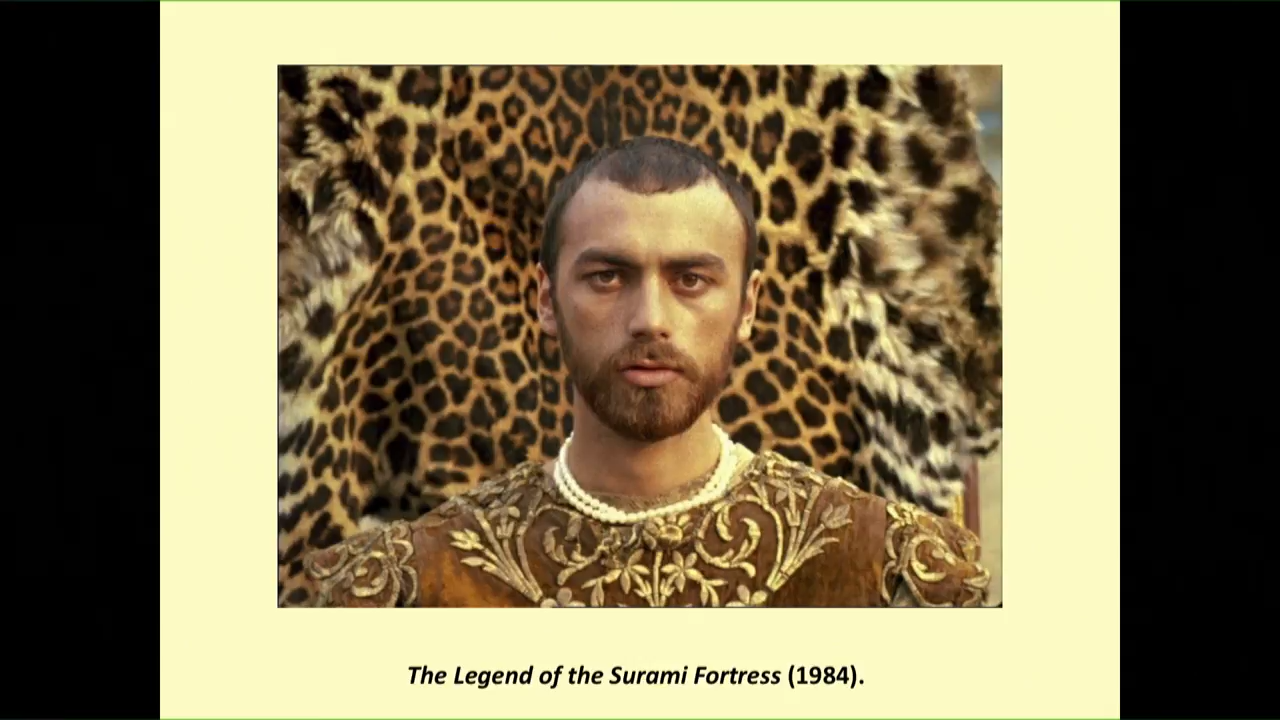 The Legend of the Surami Fortress (1984).